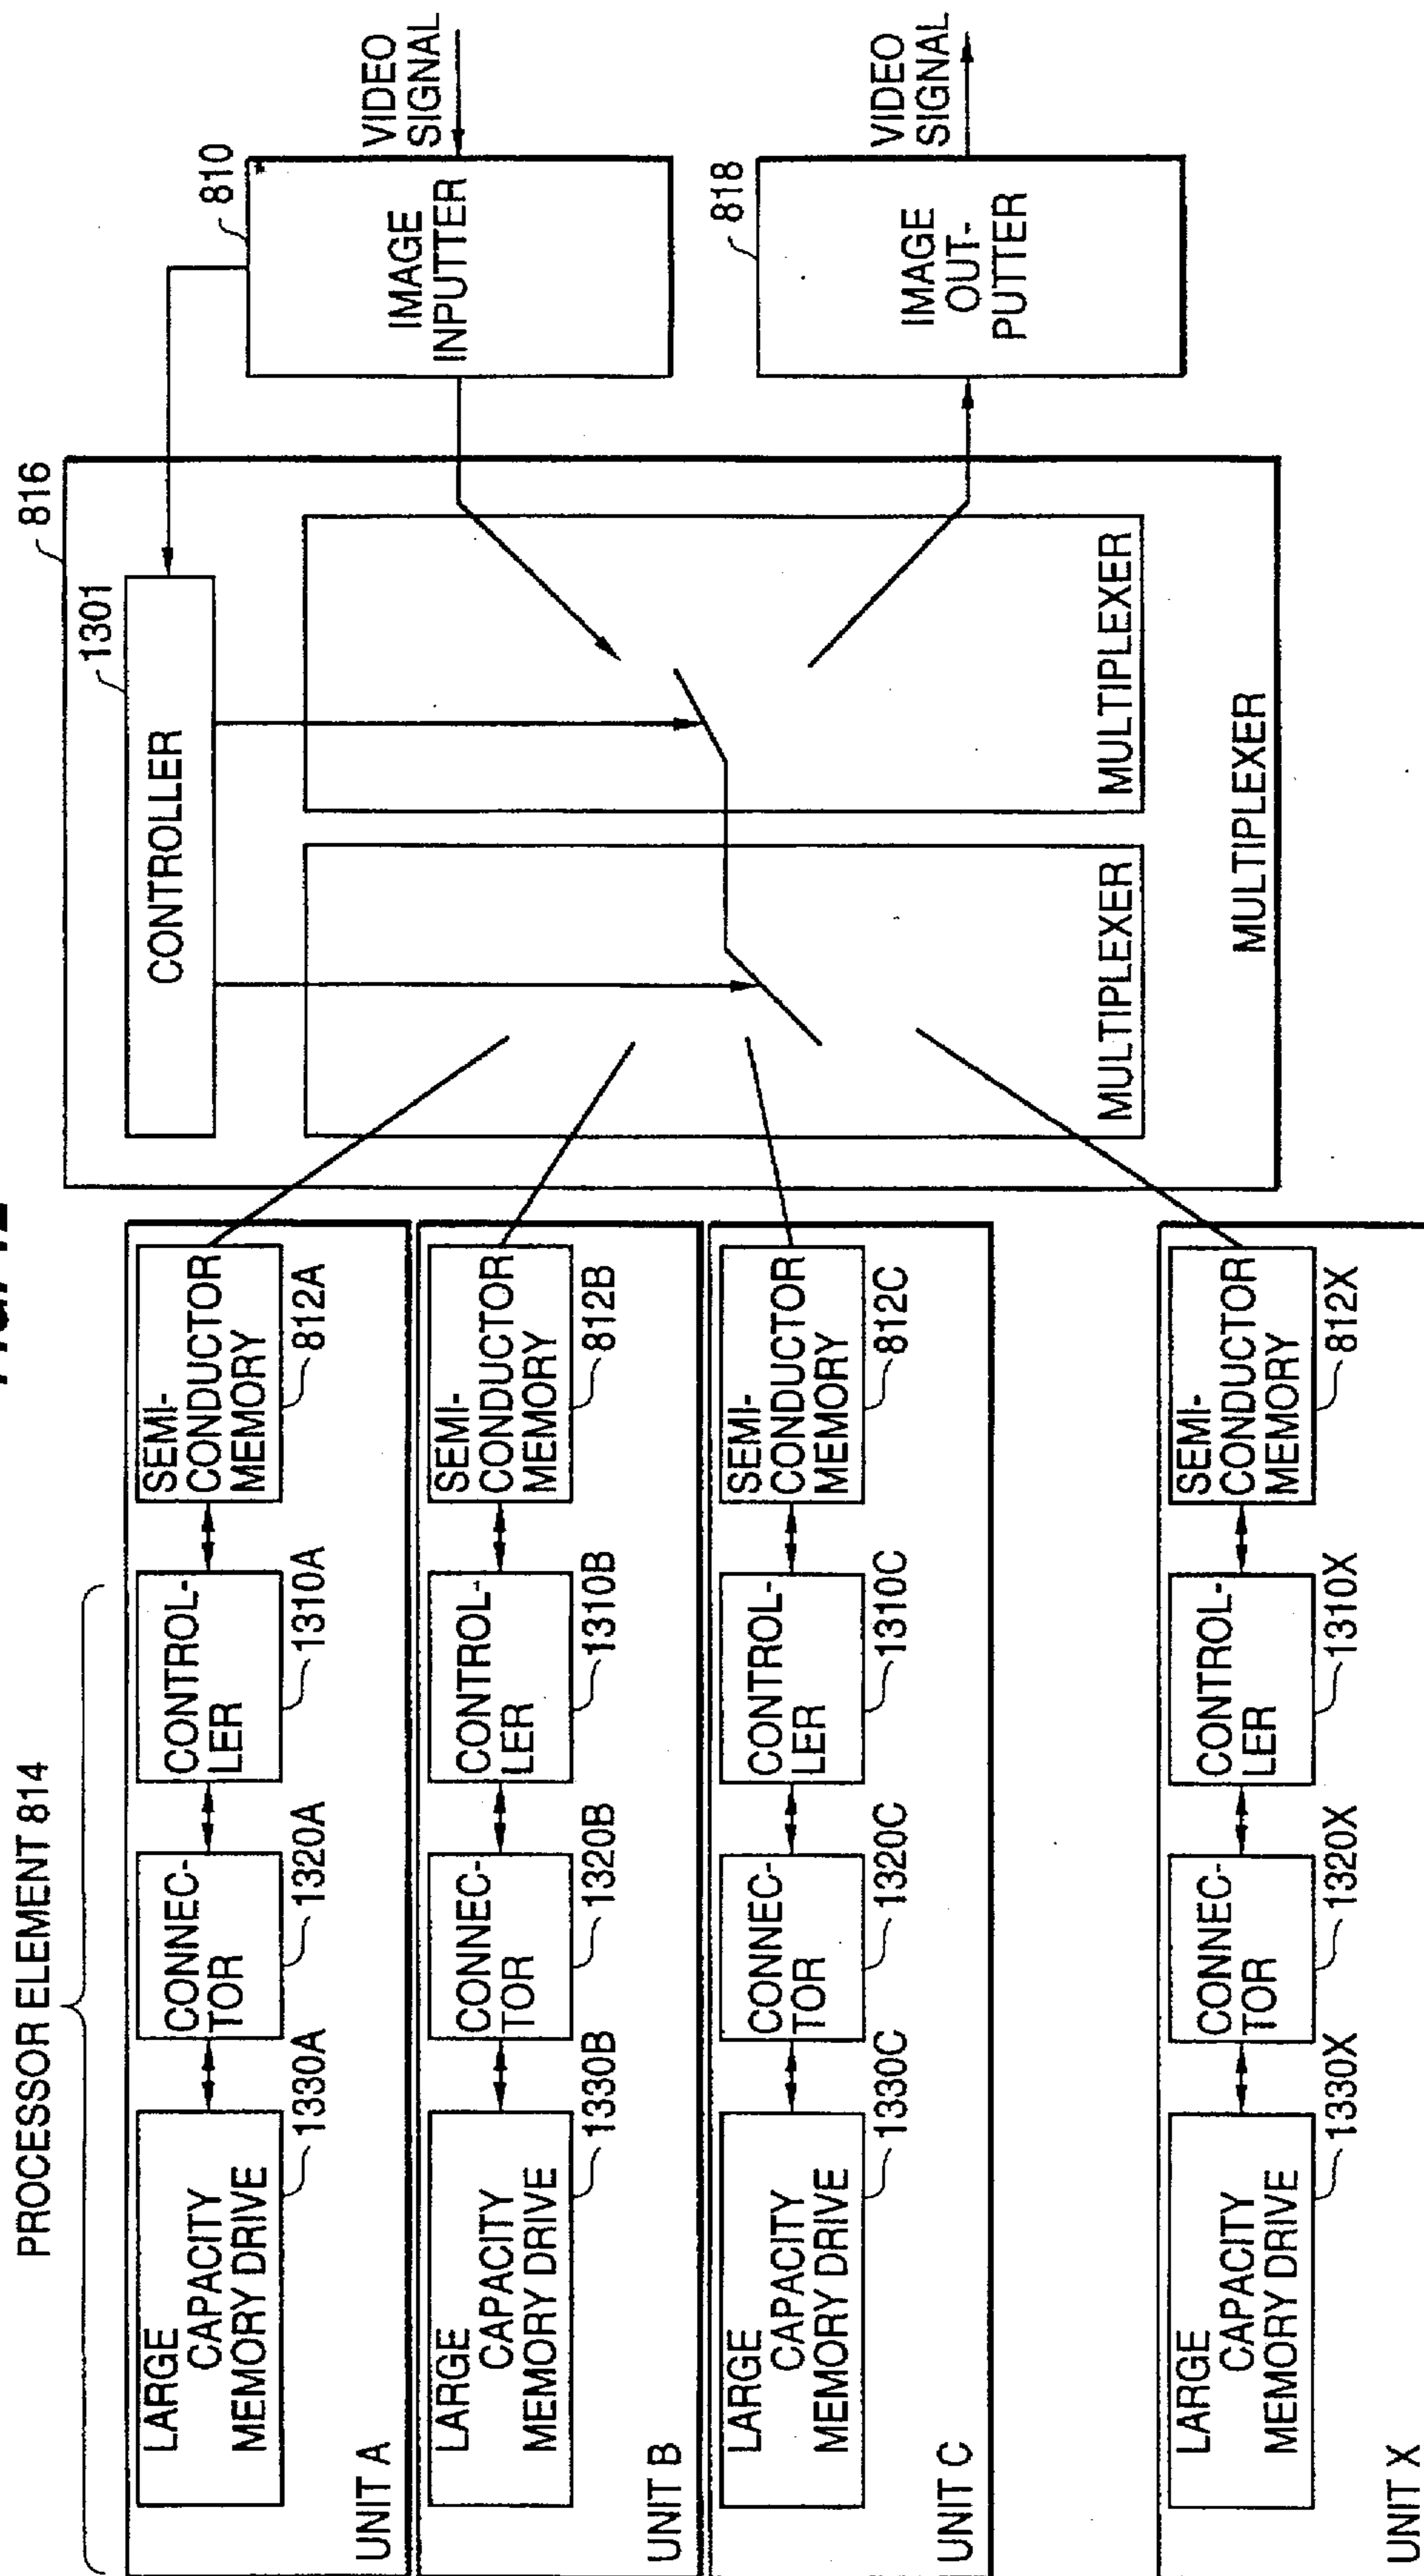 PROCESSOR ELEMENT 814
LARGE
CAPACITY
MEMORY DRIVE
1330A
CONNEC-
TOR
1320A
CONTROL-
LER
1310A
SEMI-
CONDUCTOR
MEMORY
812A
UNIT A
LARGE
CAPACITY
MEMORY DRIVE
1330B
CONNEC-
TOR
1320B
CONTROL-
LER
1310B
SEMI-
CONDUCTOR
MEMORY
812B
UNIT B
LARGE
CAPACITY
MEMORY DRIVE
1330C
CONNEC-
TOR
1320C
CONTROL-
LER
1310C
SEMI-
CONDUCTOR
MEMORY
812C
UNIT C
LARGE
CAPACITY
MEMORY DRIVE
1330X
CONNEC-
TOR
1320X
CONTROL-
LER
1310X
SEMI-
CONDUCTOR
MEMORY
812X
UNIT X
816
CONTROLLER
1301
MULTIPLEXER
MULTIPLEXER
MULTIPLEXER
810
IMAGE
INPUTTER
VIDEO
SIGNAL
818
IMAGE
OUT-
PUTTER
VIDEO
SIGNAL